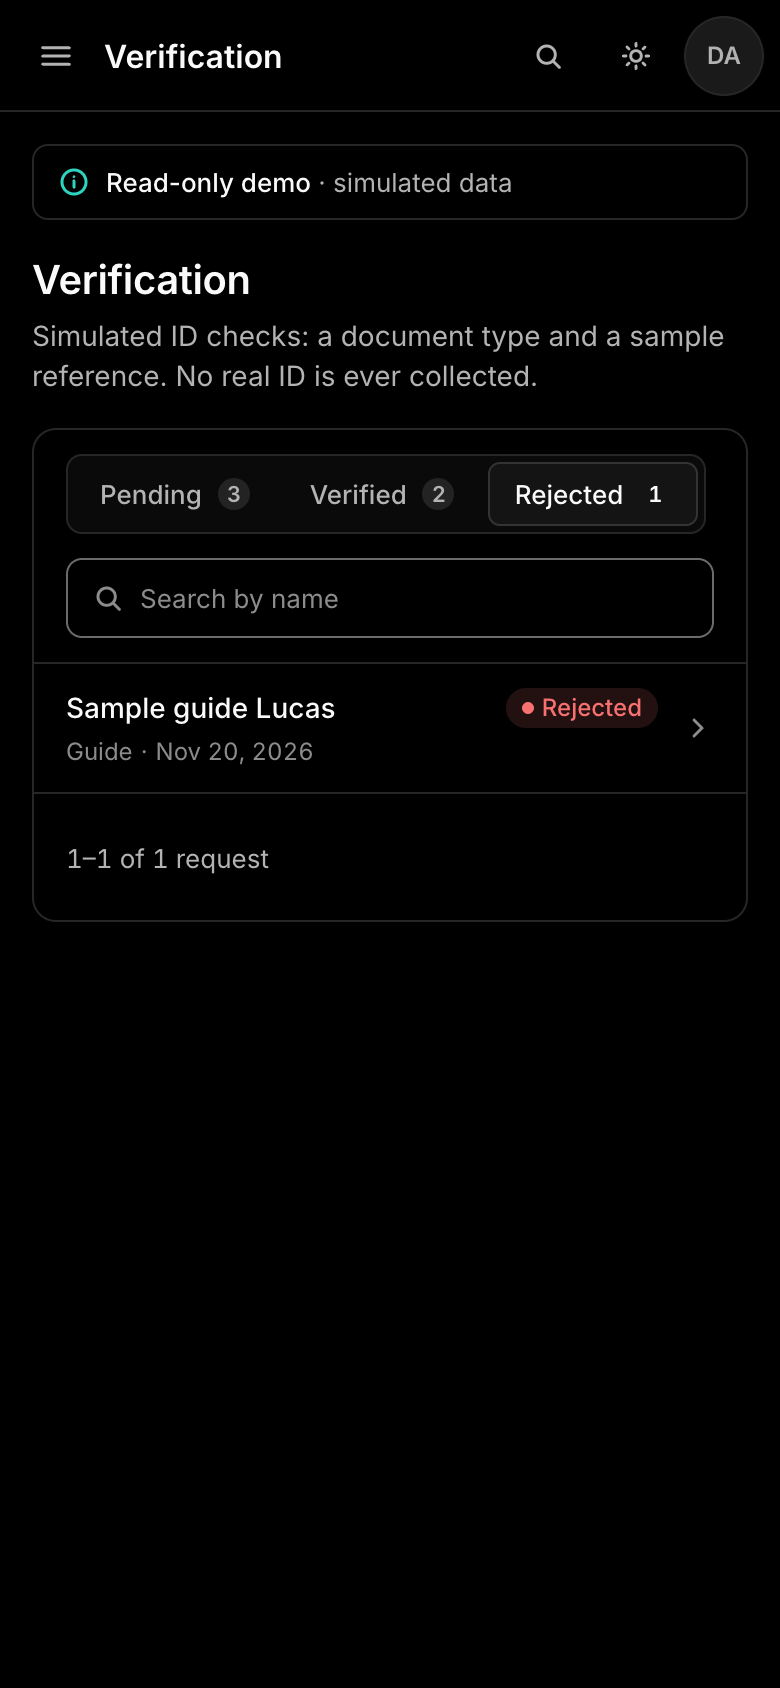 Verification
DA
Read-only demo · simulated data
Verification
Simulated ID checks: a document type and a sample
reference. No real ID is ever collected.
Pending 3 Verified 2 Rejected 1
Search by name
Sample guide Lucas Rejected
Guide · Nov 20, 2026
1–1 of 1 request